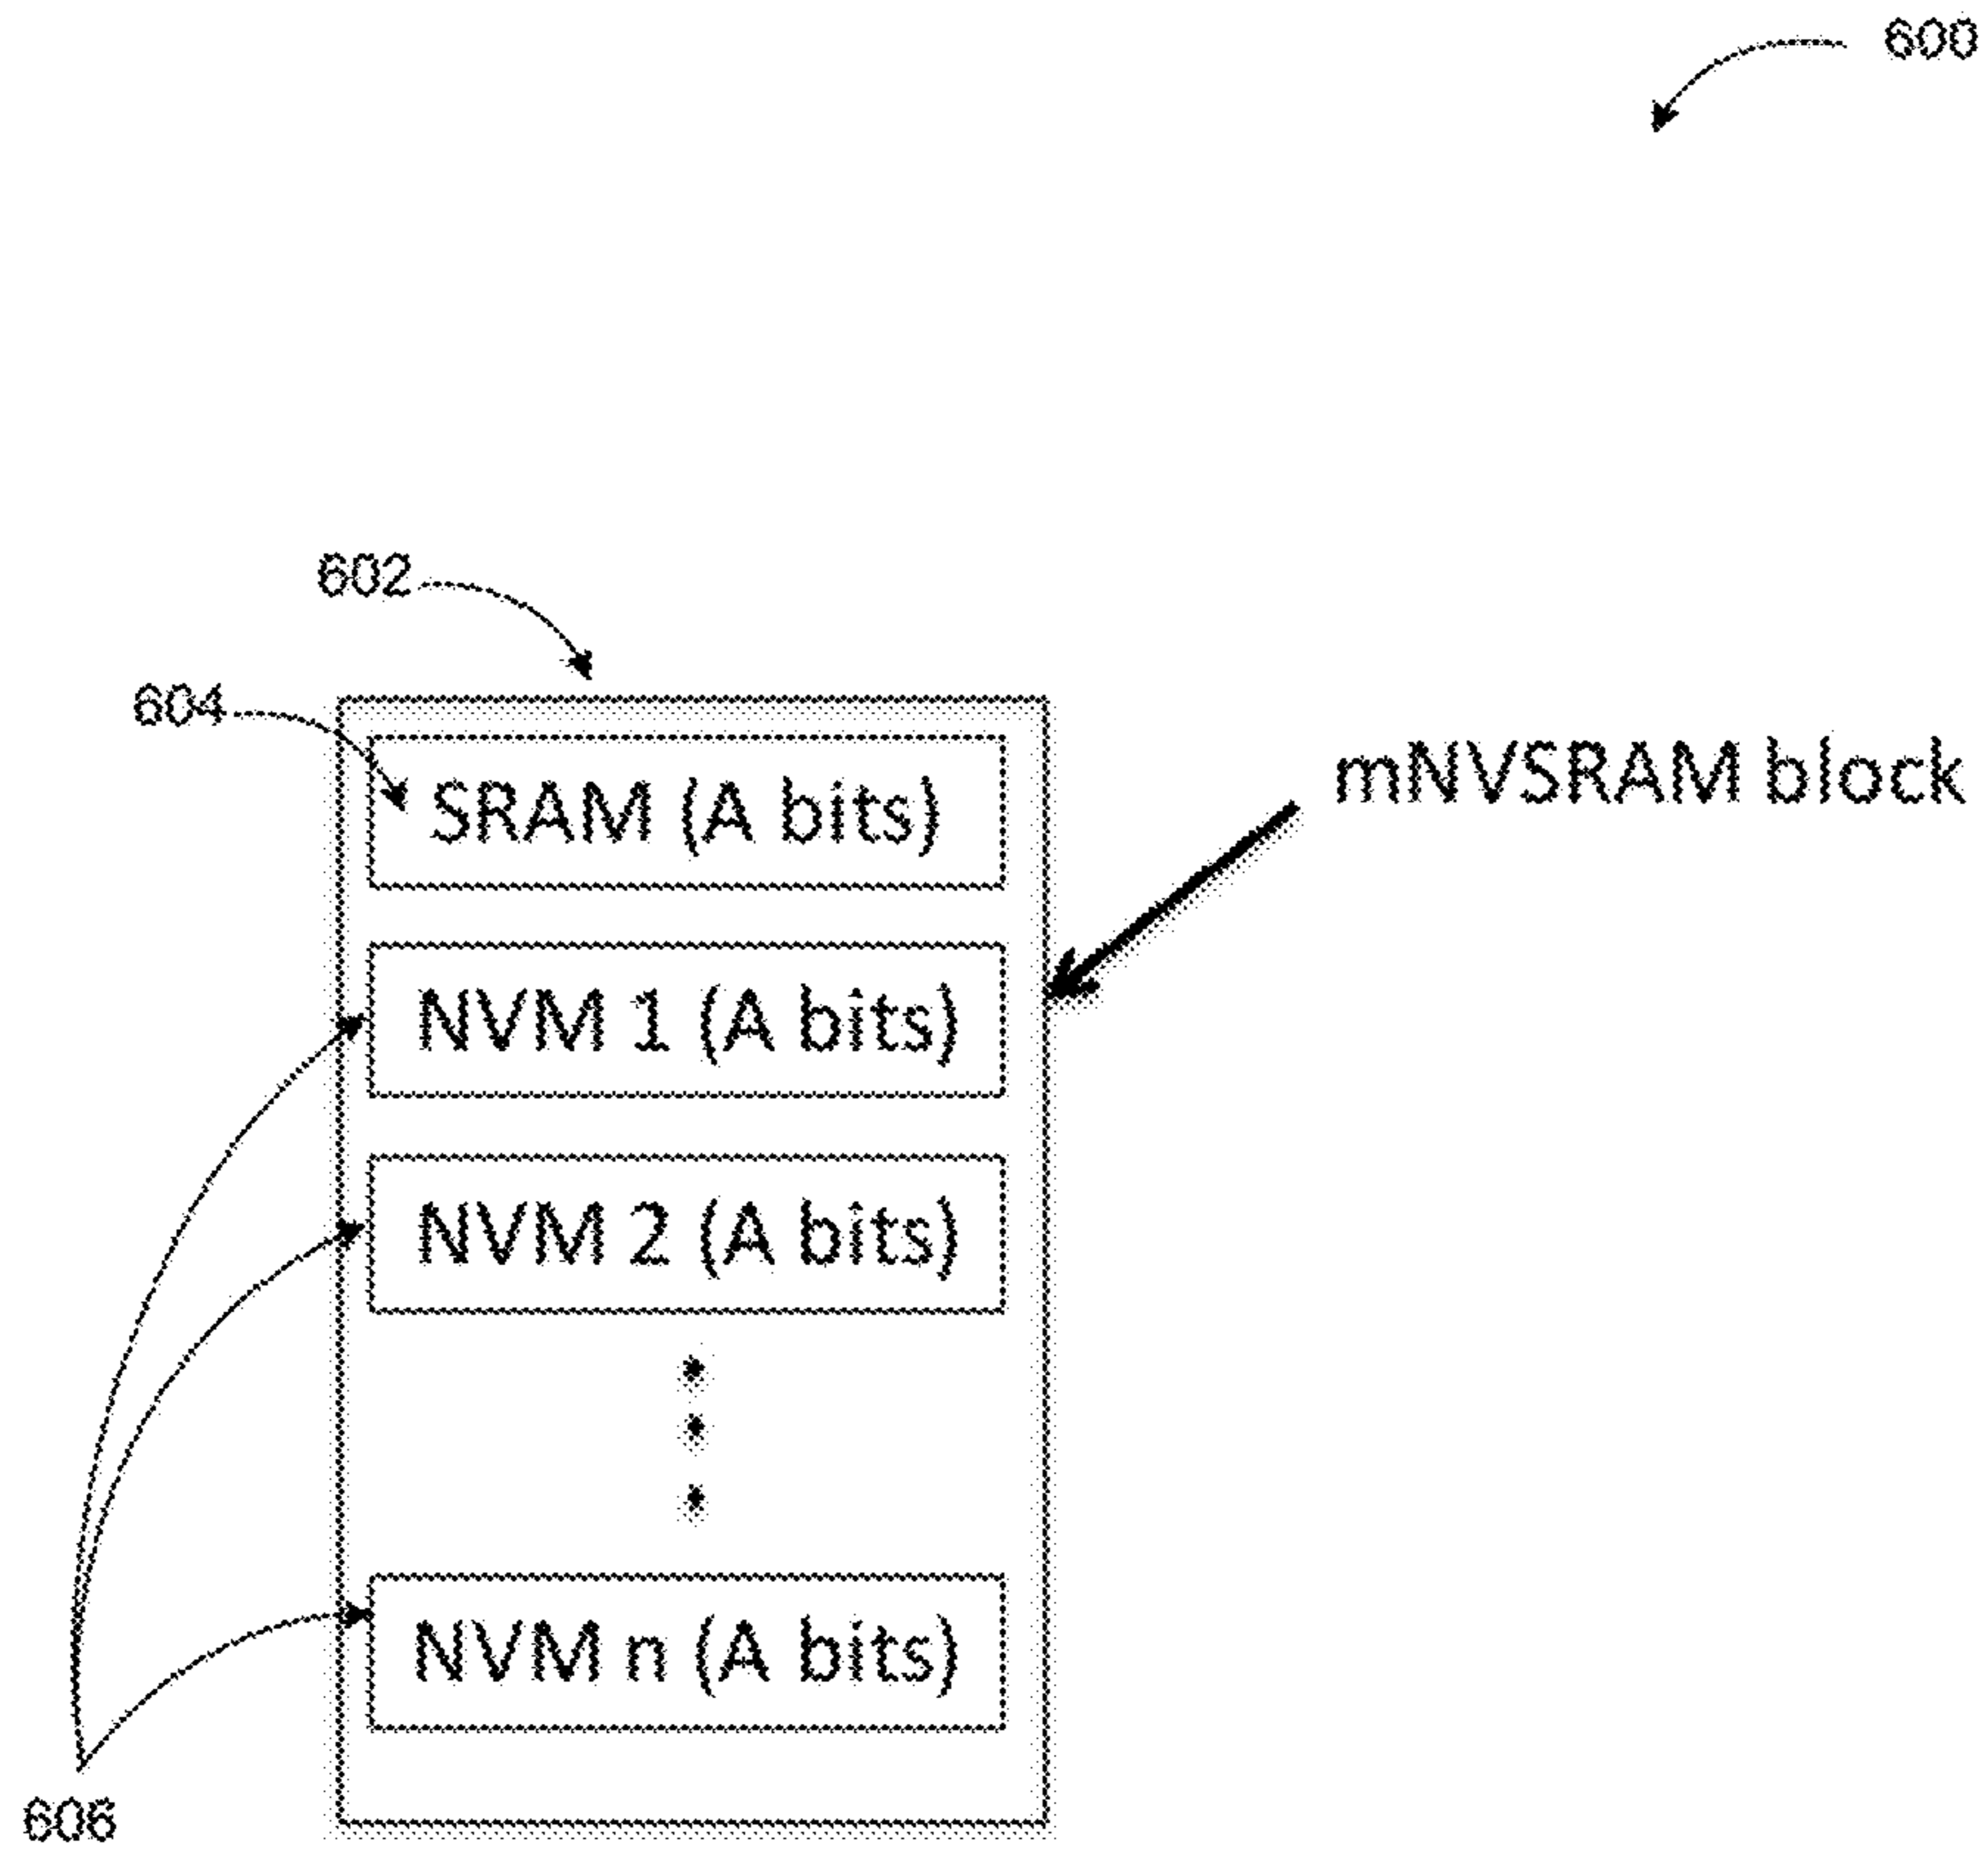 600
602
604
SRAM (A bits)
mNVSRAM block
NVM 1 (A bits)
NVM 2 (A bits)
NVM n (A bits)
606